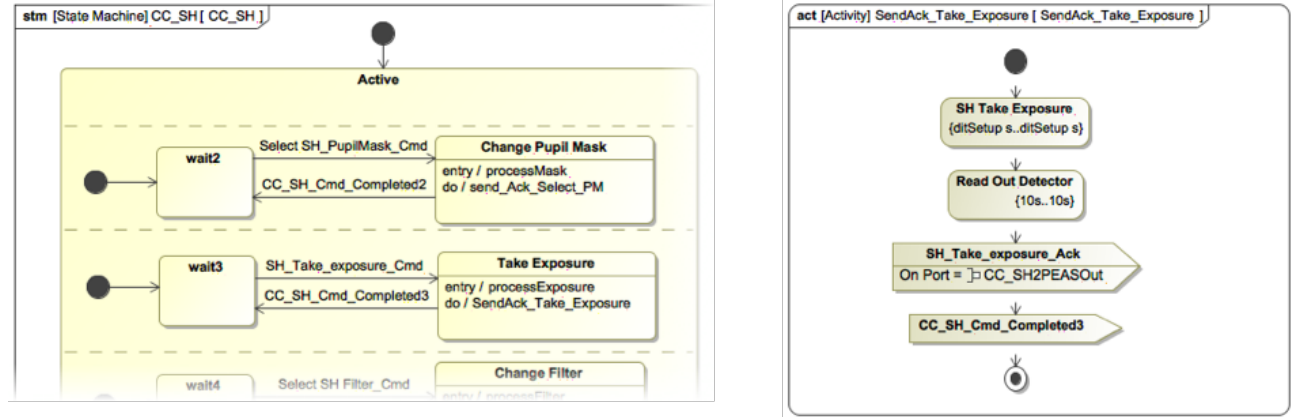 stm [State Machine] CC_SH [ CC_SH ]
Active
wait2
Select SH_PupilMask_Cmd
CC_SH_Cmd_Completed2
Change Pupil Mask
entry / processMask
do / send_Ack_Select_PM
wait3
SH_Take_exposure_Cmd
CC_SH_Cmd_Completed3
Take Exposure
entry / processExposure
do / SendAck_Take_Exposure
wait4
Select SH Filter_Cmd
Change Filter
entry / processFilter
act [Activity] SendAck_Take_Exposure [ SendAck_Take_Exposure ]
SH Take Exposure
{ditSetup s..ditSetup s}
Read Out Detector
{10s..10s}
SH_Take_exposure_Ack
On Port = CC_SH2PEASOut
CC_SH_Cmd_Completed3